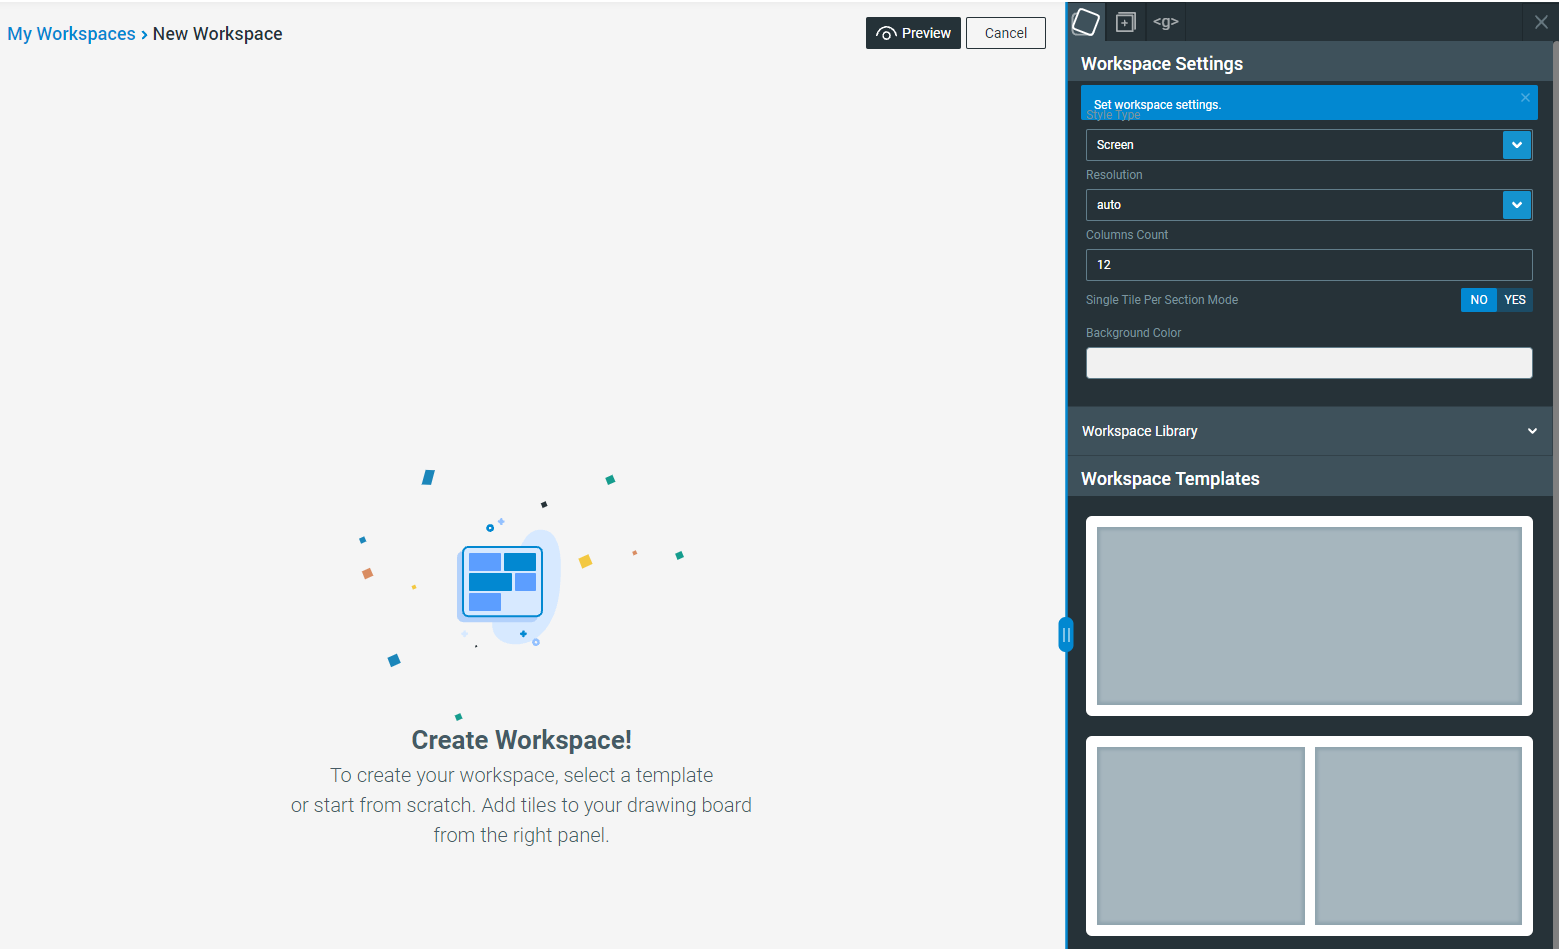 My Workspaces › New Workspace
Preview
Cancel
<g>
Workspace Settings
Set workspace settings.
Style Type
Screen
Resolution
auto
Columns Count
12
Single Tile Per Section Mode
NO YES
Background Color
Workspace Library
Workspace Templates
Create Workspace!
To create your workspace, select a template
or start from scratch. Add tiles to your drawing board
from the right panel.